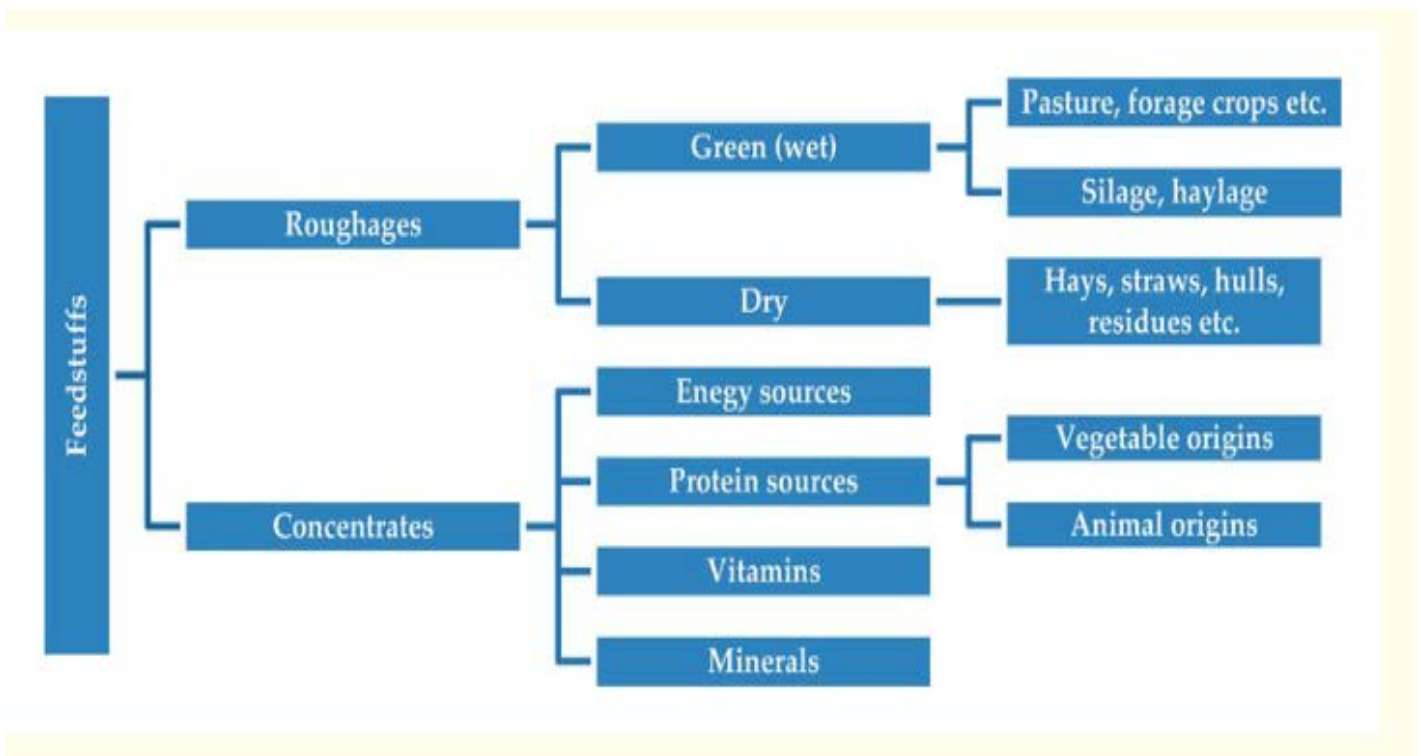 Feedstuffs
Roughages
Green (wet)
Pasture, forage crops etc.
Silage, haylage
Dry
Hays, straws, hulls,
residues etc.
Concentrates
Enegy sources
Protein sources
Vegetable origins
Animal origins
Vitamins
Minerals